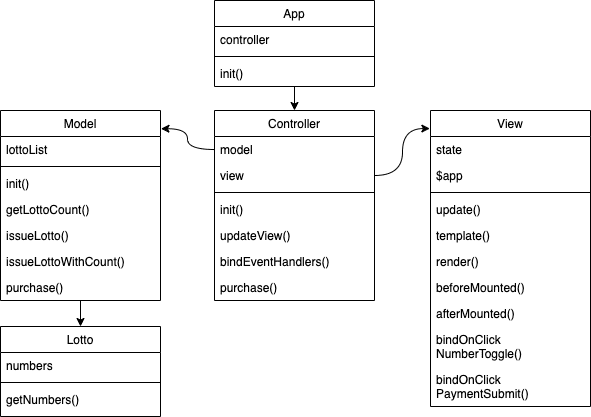 App
controller
init()
Model
lottoList
init()
getLottoCount()
issueLotto()
issueLottoWithCount()
purchase()
Controller
model
view
init()
updateView()
bindEventHandlers()
purchase()
View
state
$app
update()
template()
render()
beforeMounted()
afterMounted()
bindOnClick
NumberToggle()
bindOnClick
PaymentSubmit()
Lotto
numbers
getNumbers()